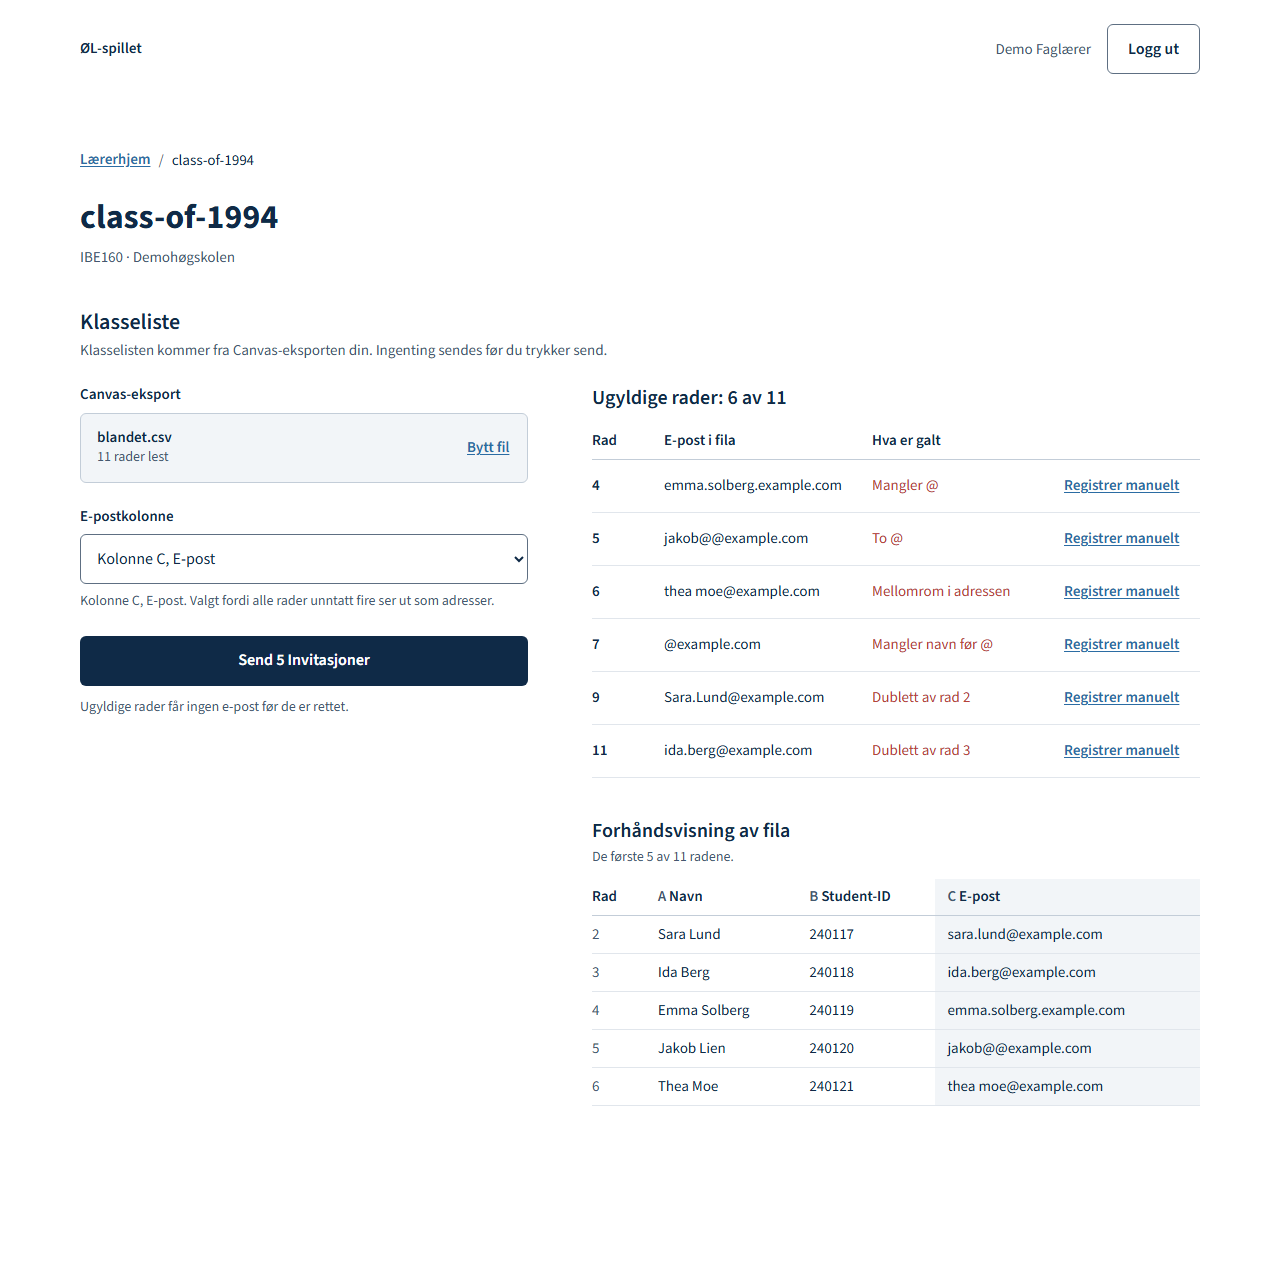 ØL-spillet
Demo Faglærer
Logg ut
Lærerhjem / class-of-1994
class-of-1994
IBE160 · Demohøgskolen
Klasseliste
Klasselisten kommer fra Canvas-eksporten din. Ingenting sendes før du trykker send.
Canvas-eksport
blandet.csv
11 rader lest
Bytt fil
E-postkolonne
Kolonne C, E-post
Kolonne C, E-post. Valgt fordi alle rader unntatt fire ser ut som adresser.
Send 5 Invitasjoner
Ugyldige rader får ingen e-post før de er rettet.
Ugyldige rader: 6 av 11
Rad E-post i fila Hva er galt
4 emma.solberg.example.com Mangler @ Registrer manuelt
5 jakob@@example.com To @ Registrer manuelt
6 thea moe@example.com Mellomrom i adressen Registrer manuelt
7 @example.com Mangler navn før @ Registrer manuelt
9 Sara.Lund@example.com Dublett av rad 2 Registrer manuelt
11 ida.berg@example.com Dublett av rad 3 Registrer manuelt
Forhåndsvisning av fila
De første 5 av 11 radene.
Rad A Navn B Student-ID C E-post
2 Sara Lund 240117 sara.lund@example.com
3 Ida Berg 240118 ida.berg@example.com
4 Emma Solberg 240119 emma.solberg.example.com
5 Jakob Lien 240120 jakob@@example.com
6 Thea Moe 240121 thea moe@example.com